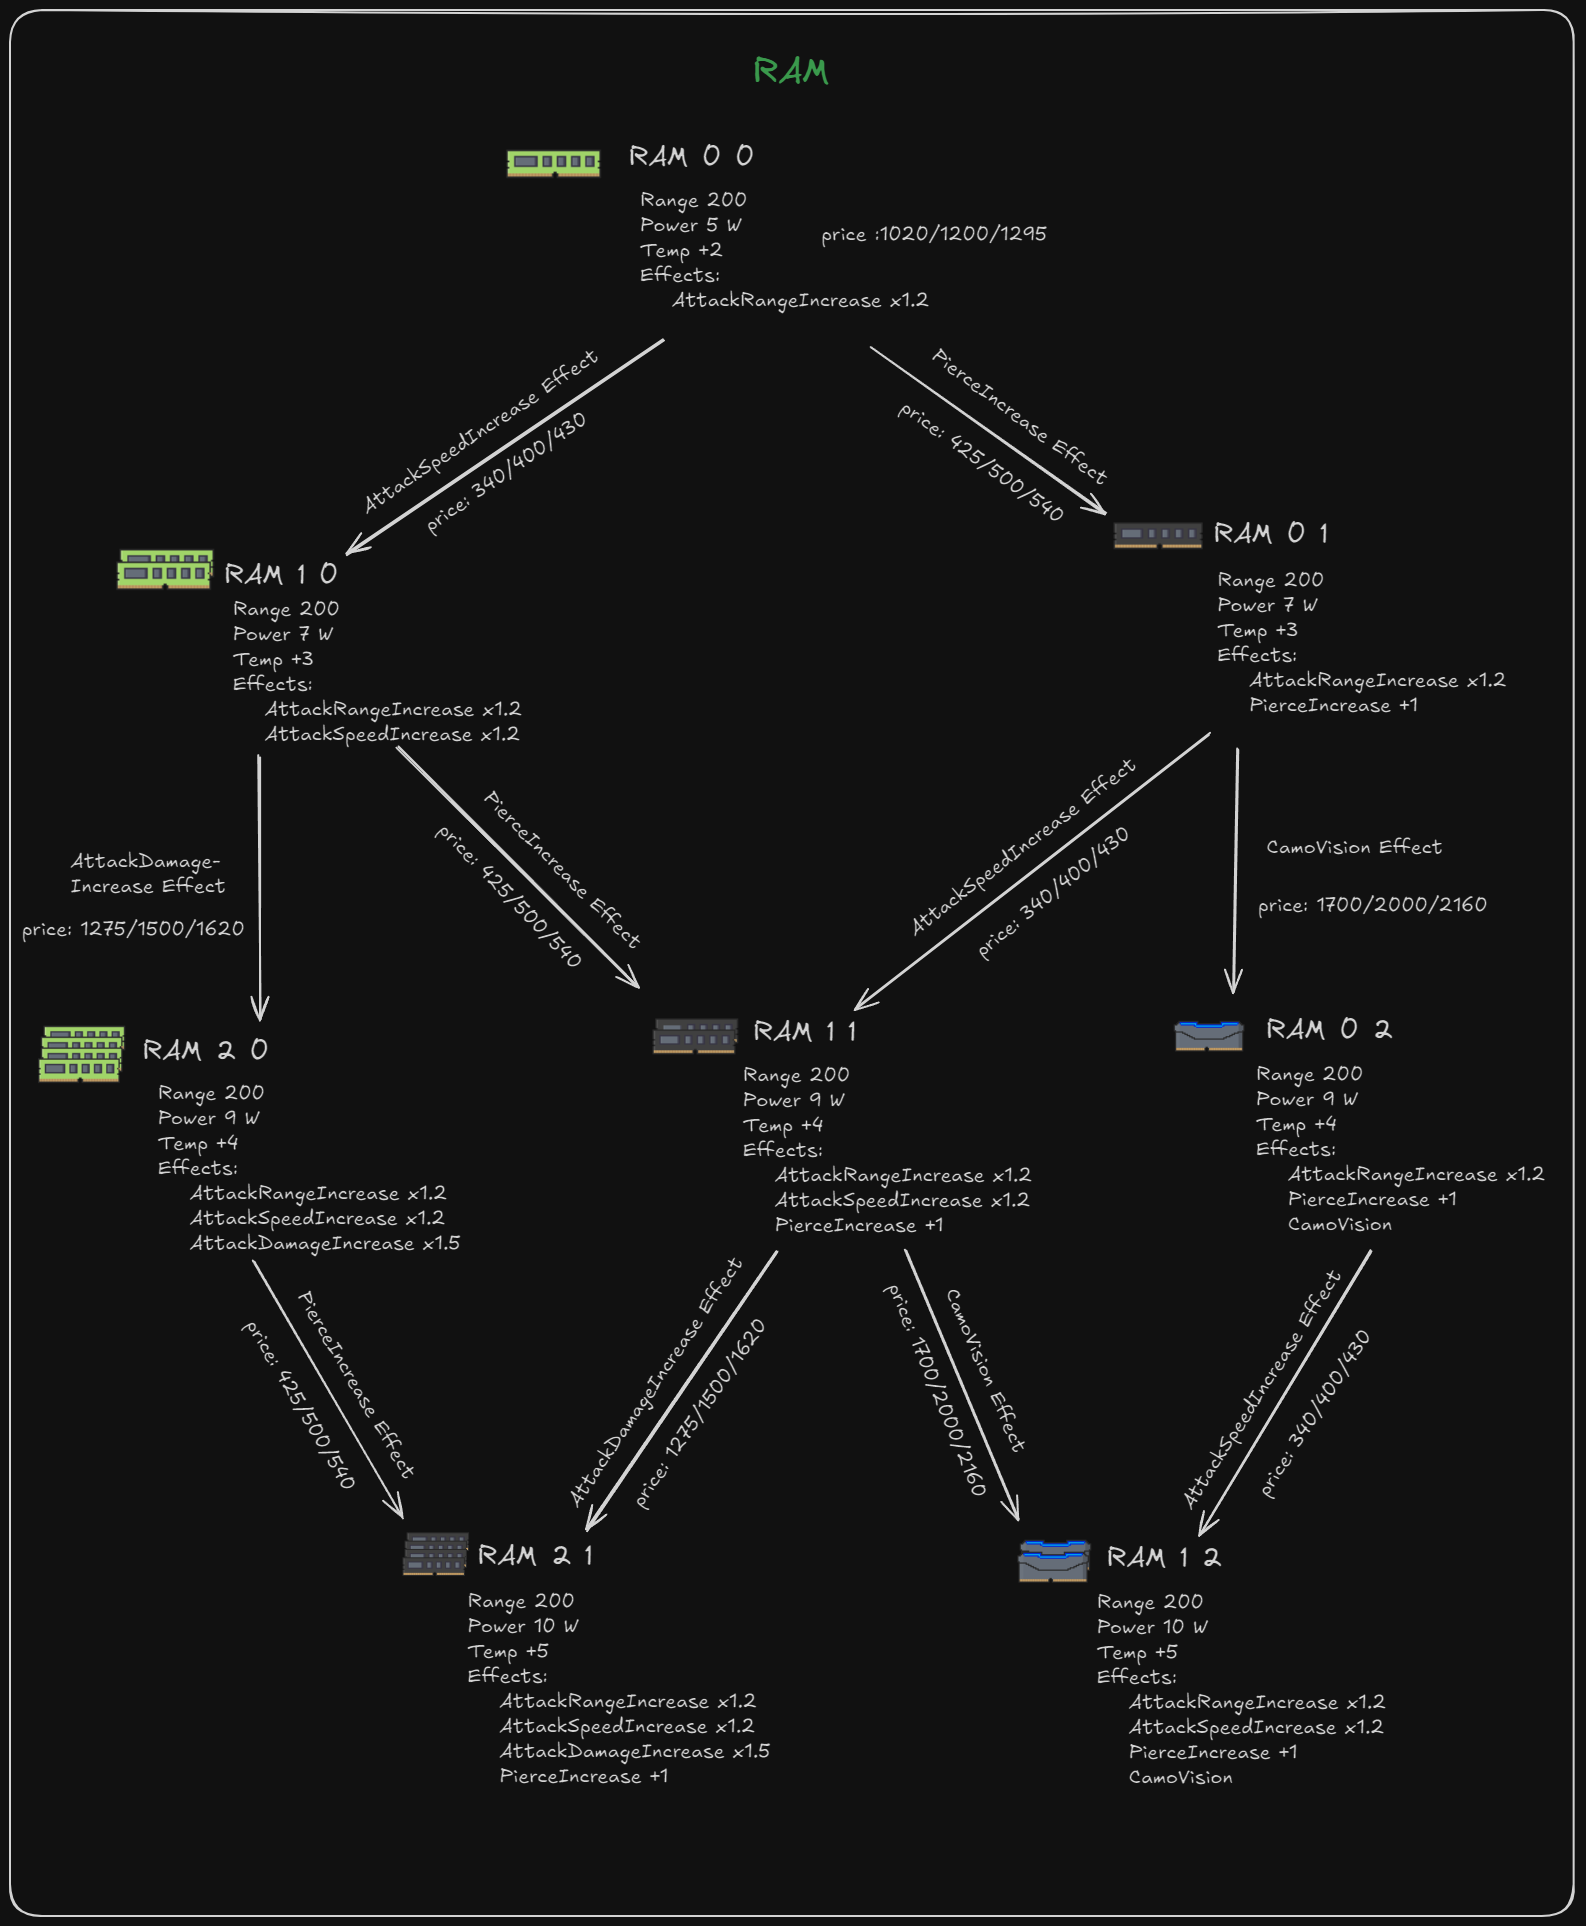 RAM
RAM 0 0
Range 200
Power 5 W
Temp +2
Effects:
AttackRangeIncrease x1.2
price :1020/1200/1295
AttackSpeedIncrease Effect
price: 340/400/430
PierceIncrease Effect
price: 425/500/540
RAM 1 0
Range 200
Power 7 W
Temp +3
Effects:
AttackRangeIncrease x1.2
AttackSpeedIncrease x1.2
RAM 0 1
Range 200
Power 7 W
Temp +3
Effects:
AttackRangeIncrease x1.2
PierceIncrease +1
AttackDamage-
Increase Effect
price: 1275/1500/1620
PierceIncrease Effect
price: 425/500/540
AttackSpeedIncrease Effect
price: 340/400/430
CamoVision Effect
price: 1700/2000/2160
RAM 2 0
Range 200
Power 9 W
Temp +4
Effects:
AttackRangeIncrease x1.2
AttackSpeedIncrease x1.2
AttackDamageIncrease x1.5
RAM 1 1
Range 200
Power 9 W
Temp +4
Effects:
AttackRangeIncrease x1.2
AttackSpeedIncrease x1.2
PierceIncrease +1
RAM 0 2
Range 200
Power 9 W
Temp +4
Effects:
AttackRangeIncrease x1.2
PierceIncrease +1
CamoVision
PierceIncrease Effect
price: 425/500/540
AttackDamageIncrease Effect
price: 1275/1500/1620
CamoVision Effect
price: 1700/2000/2160
AttackSpeedIncrease Effect
price: 340/400/430
RAM 2 1
Range 200
Power 10 W
Temp +5
Effects:
AttackRangeIncrease x1.2
AttackSpeedIncrease x1.2
AttackDamageIncrease x1.5
PierceIncrease +1
RAM 1 2
Range 200
Power 10 W
Temp +5
Effects:
AttackRangeIncrease x1.2
AttackSpeedIncrease x1.2
PierceIncrease +1
CamoVision